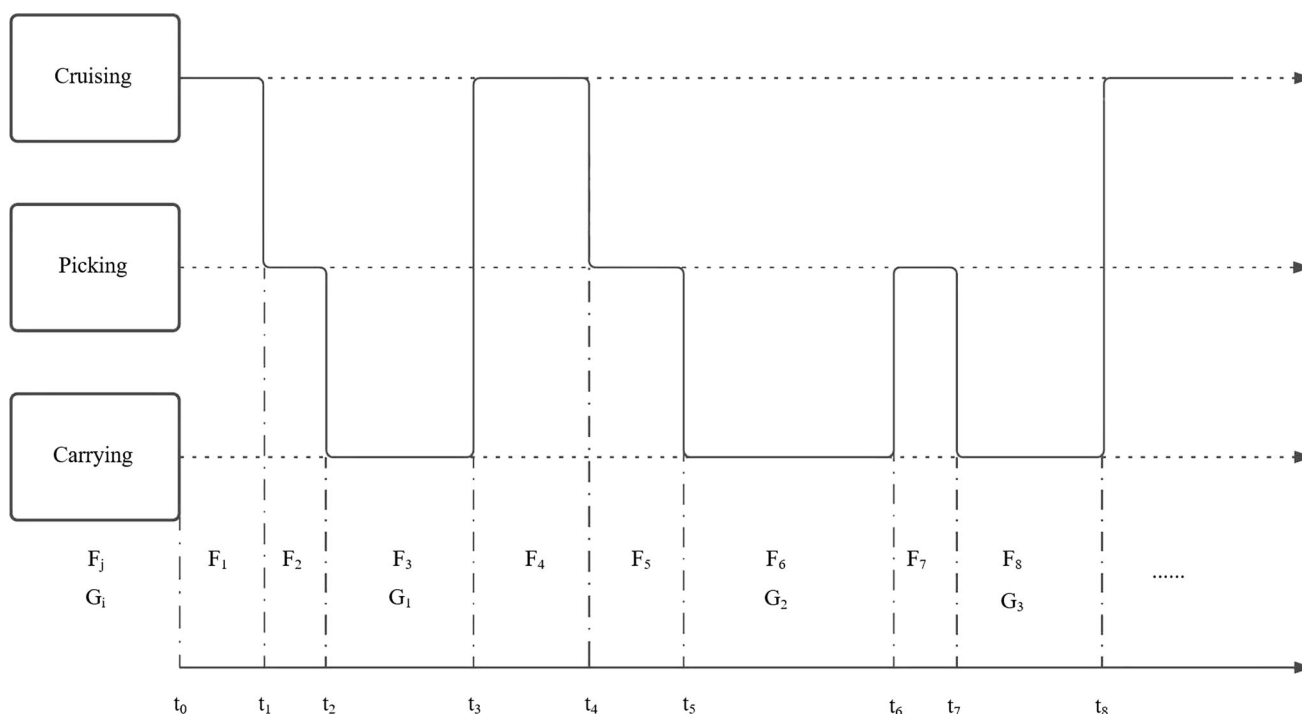 Cruising
Picking
Carrying
Fⱼ F₁ F₂ F₃ F₄ F₅ F₆ F₇ F₈ ......
Gᵢ G₁ G₂ G₃
t₀ t₁ t₂ t₃ t₄ t₅ t₆ t₇ t₈